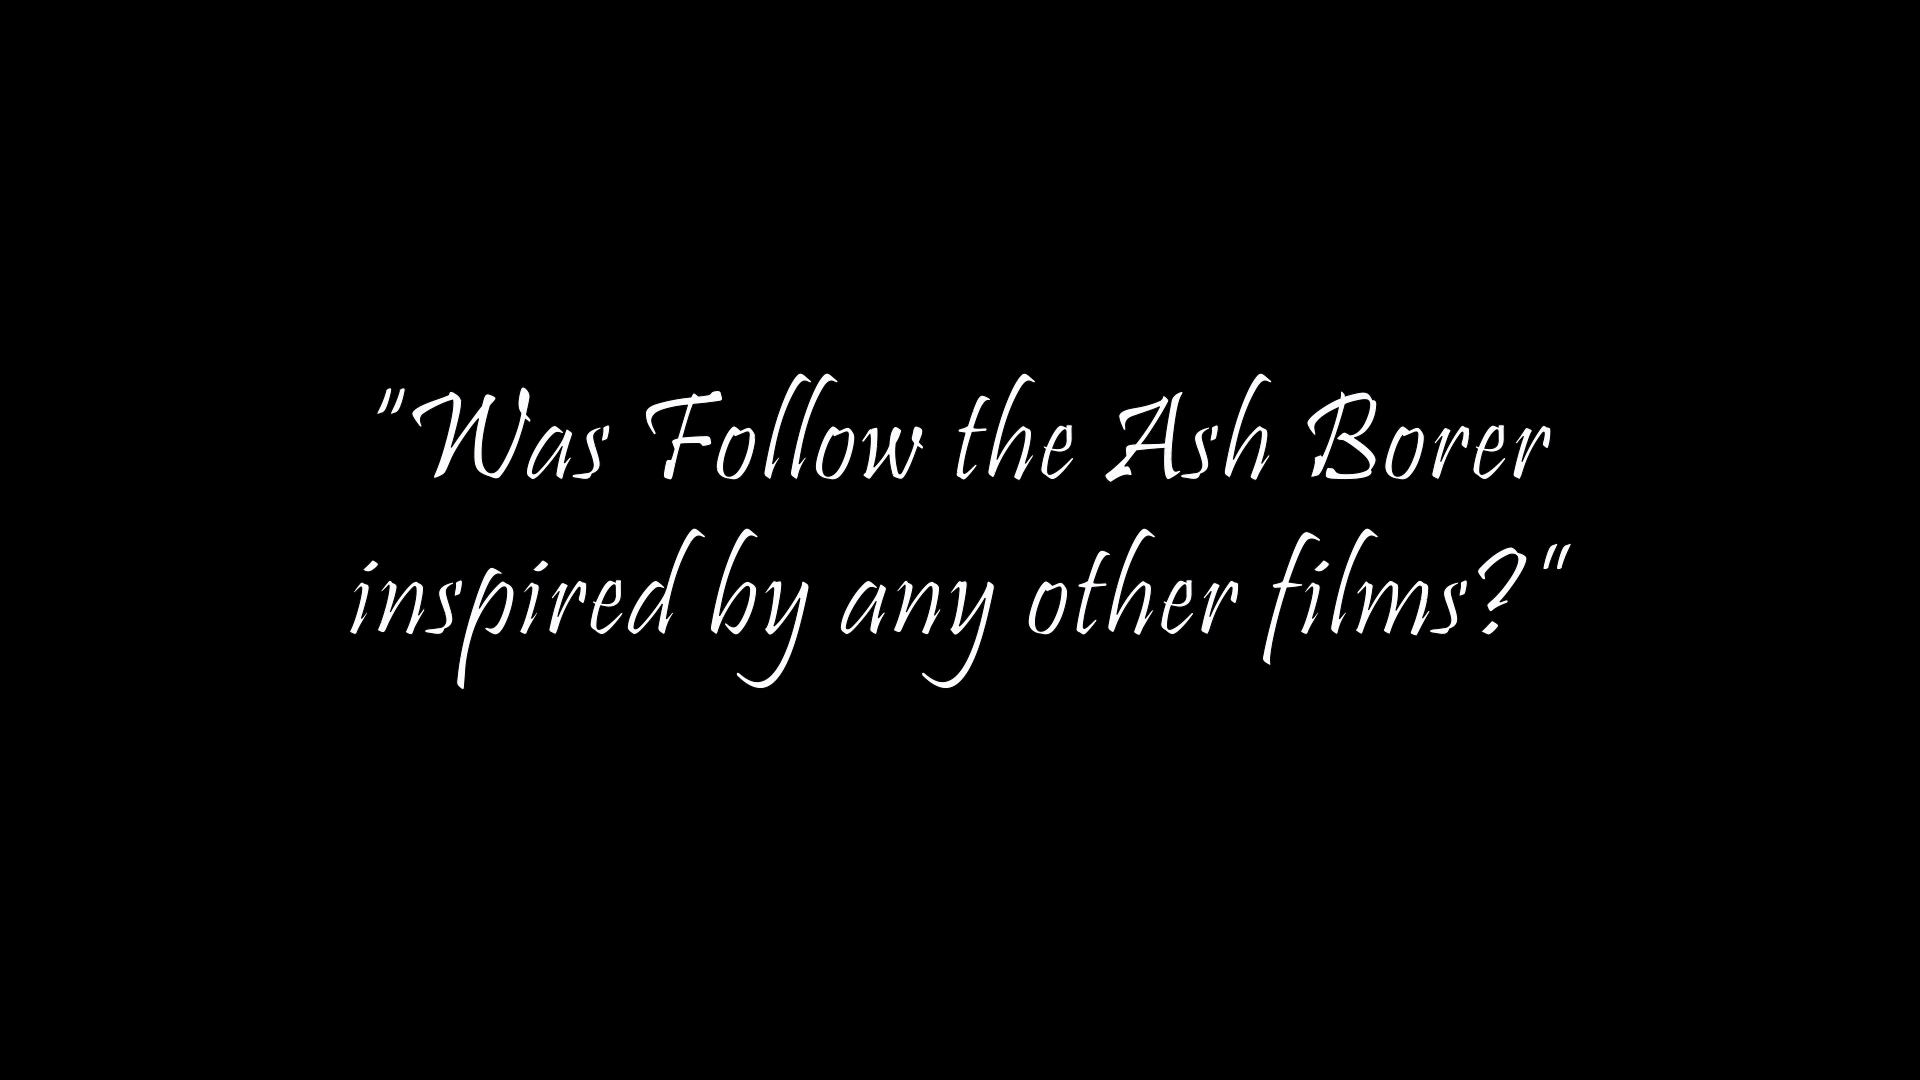 "Was Follow the Ash Borer
inspired by any other films?"